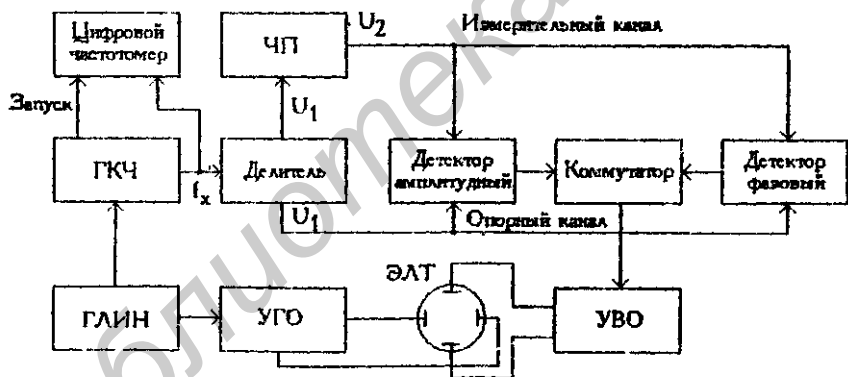 Цифровой
частотомер
ЧП
U₂
Измерительный канал
Запуск
U₁
ГКЧ
fₓ
Делитель
Детектор
амплитудный
Коммутатор
Детектор
фазовый
U₁
Опорный канал
ЭЛТ
ГЛИН
УГО
УВО
блиотека